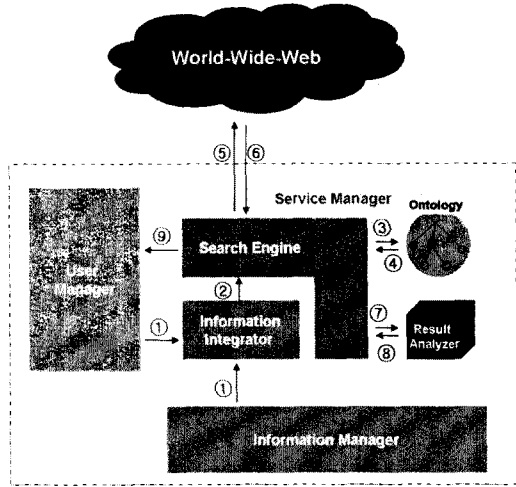 World-Wide-Web
⑤ ⑥
Service Manager
Ontology
③
④
⑨
Search Engine
User
Manager
②
①
Information
Integrator
⑦
⑧
Result
Analyzer
①
Information Manager